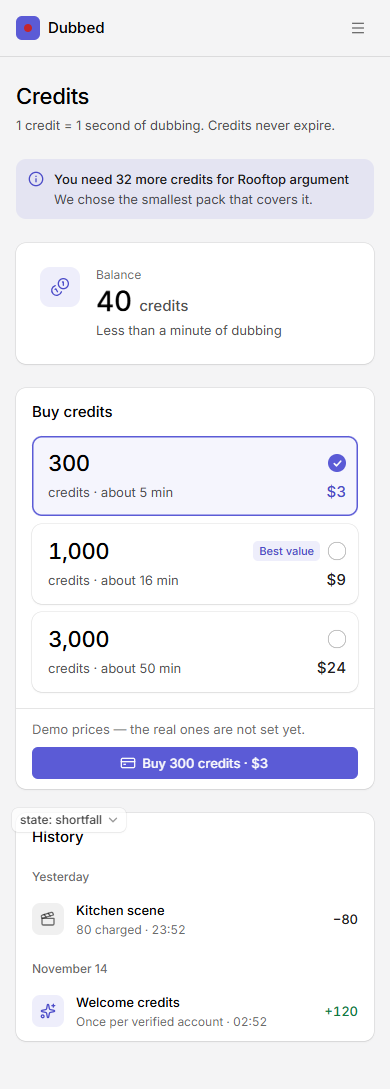 Dubbed
Credits
1 credit = 1 second of dubbing. Credits never expire.
You need 32 more credits for Rooftop argument
We chose the smallest pack that covers it.
Balance
40 credits
Less than a minute of dubbing
Buy credits
300
credits · about 5 min
$3
1,000
Best value
credits · about 16 min
$9
3,000
credits · about 50 min
$24
Demo prices — the real ones are not set yet.
Buy 300 credits · $3
state: shortfall
History
Yesterday
Kitchen scene
80 charged · 23:52
−80
November 14
Welcome credits
Once per verified account · 02:52
+120